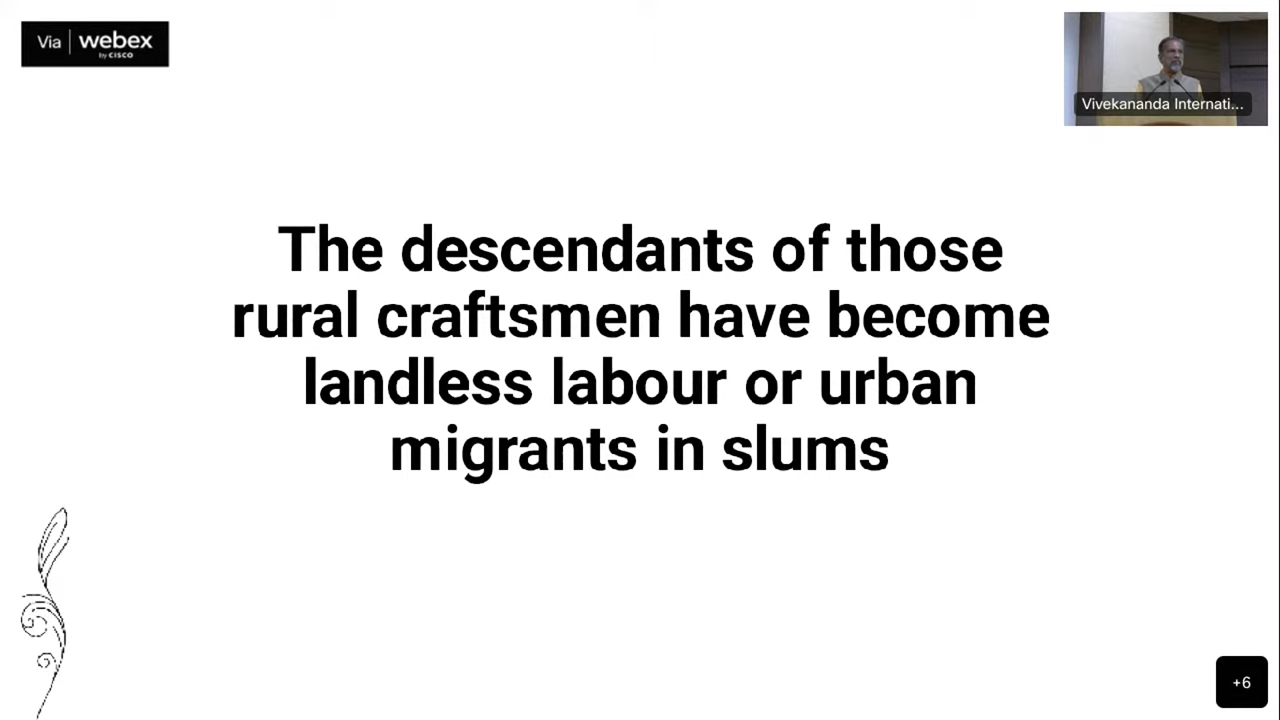 Via | webex
by CISCO
Vivekananda Internati...
The descendants of those
rural craftsmen have become
landless labour or urban
migrants in slums
+6